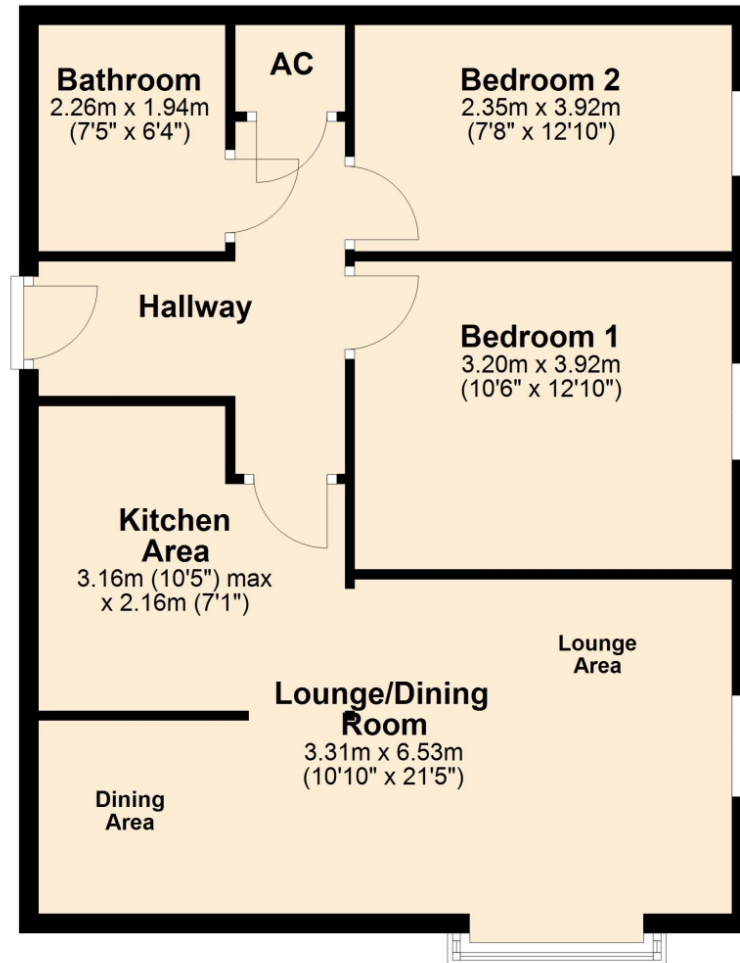 Bathroom
2.26m x 1.94m
(7'5" x 6'4")
AC
Bedroom 2
2.35m x 3.92m
(7'8" x 12'10")
Hallway
Bedroom 1
3.20m x 3.92m
(10'6" x 12'10")
Kitchen
Area
3.16m (10'5") max
x 2.16m (7'1")
Lounge
Area
Lounge/Dining
Room
3.31m x 6.53m
(10'10" x 21'5")
Dining
Area